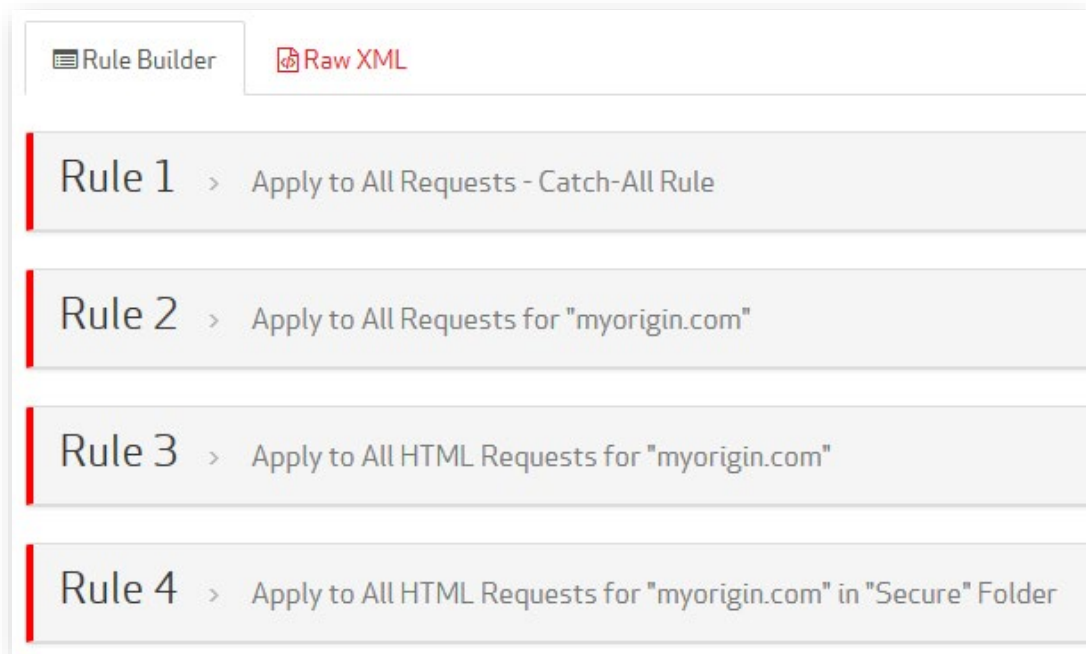 Rule Builder Raw XML
Rule 1 › Apply to All Requests - Catch-All Rule
Rule 2 › Apply to All Requests for "myorigin.com"
Rule 3 › Apply to All HTML Requests for "myorigin.com"
Rule 4 › Apply to All HTML Requests for "myorigin.com" in "Secure" Folder